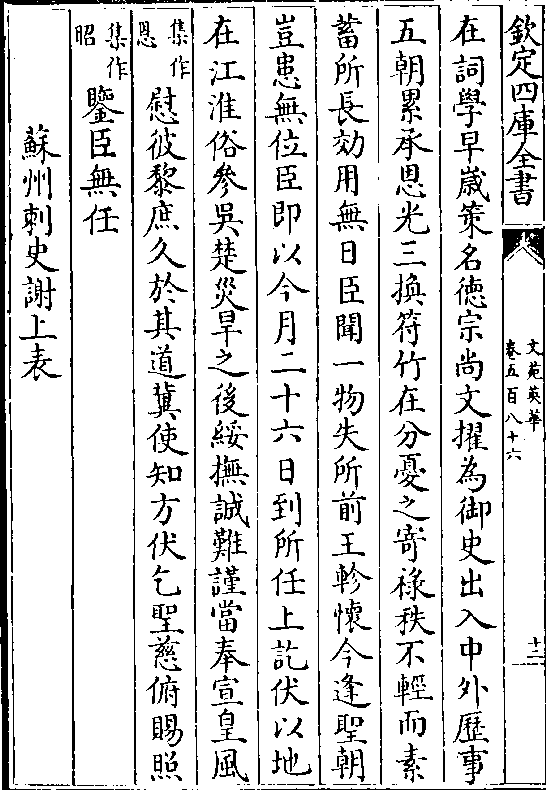 欽定四庫全書
文苑英華
卷五百八十六
十二
在詞學早嵗策名徳宗尚文擢為御史出入中外歴事
五朝累承恩光三換符竹在分憂之寄祿秩不輕而素
蓄所長効用無日臣聞一物失所前王軫懷今逢聖朝
豈患無位臣即以今月二十六日到所任上訖伏以地
在江淮俗參吳楚災旱之後綏撫誠難謹當奉宣皇風
慰彼黎庶久於其道冀使知方伏乞聖慈俯賜照
集作
恩
鑒臣無任
集作
昭
蘇州刺史謝上表